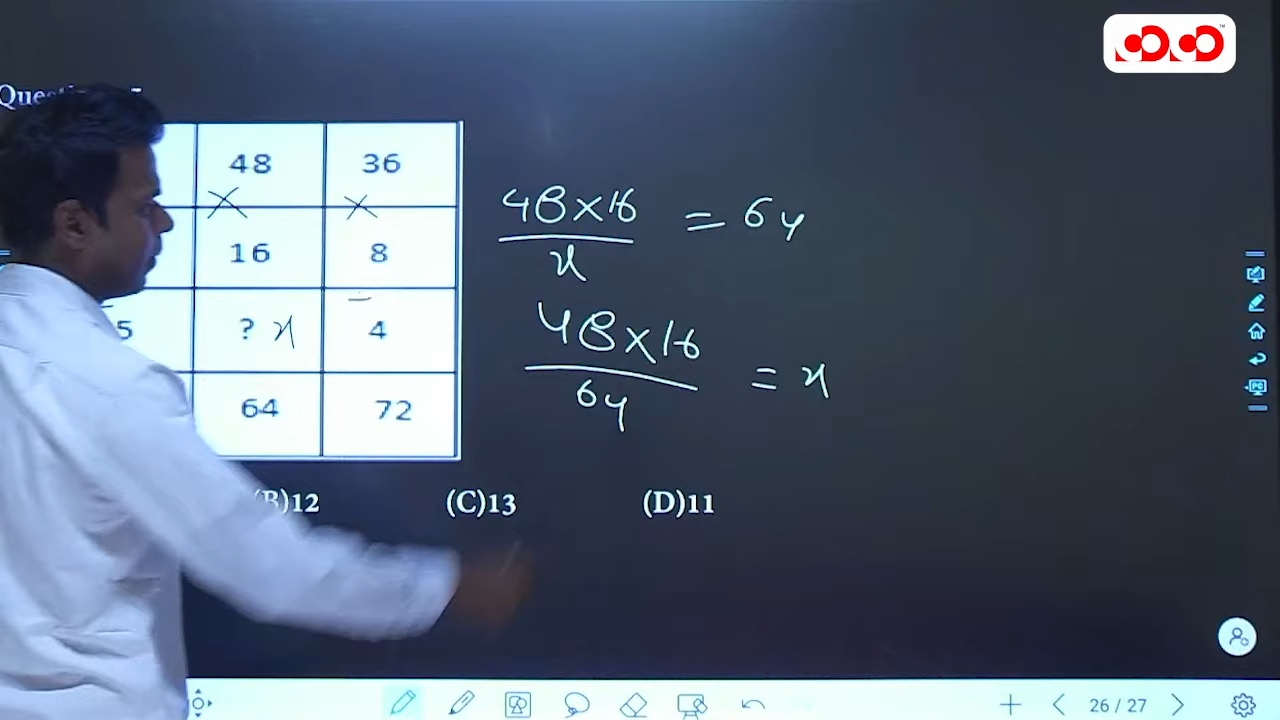 48 36
16 8
5 ? x 4
64 72
48×16 / x = 64
48×16 / 64 = x
(B)12 (C)13 (D)11
26 / 27